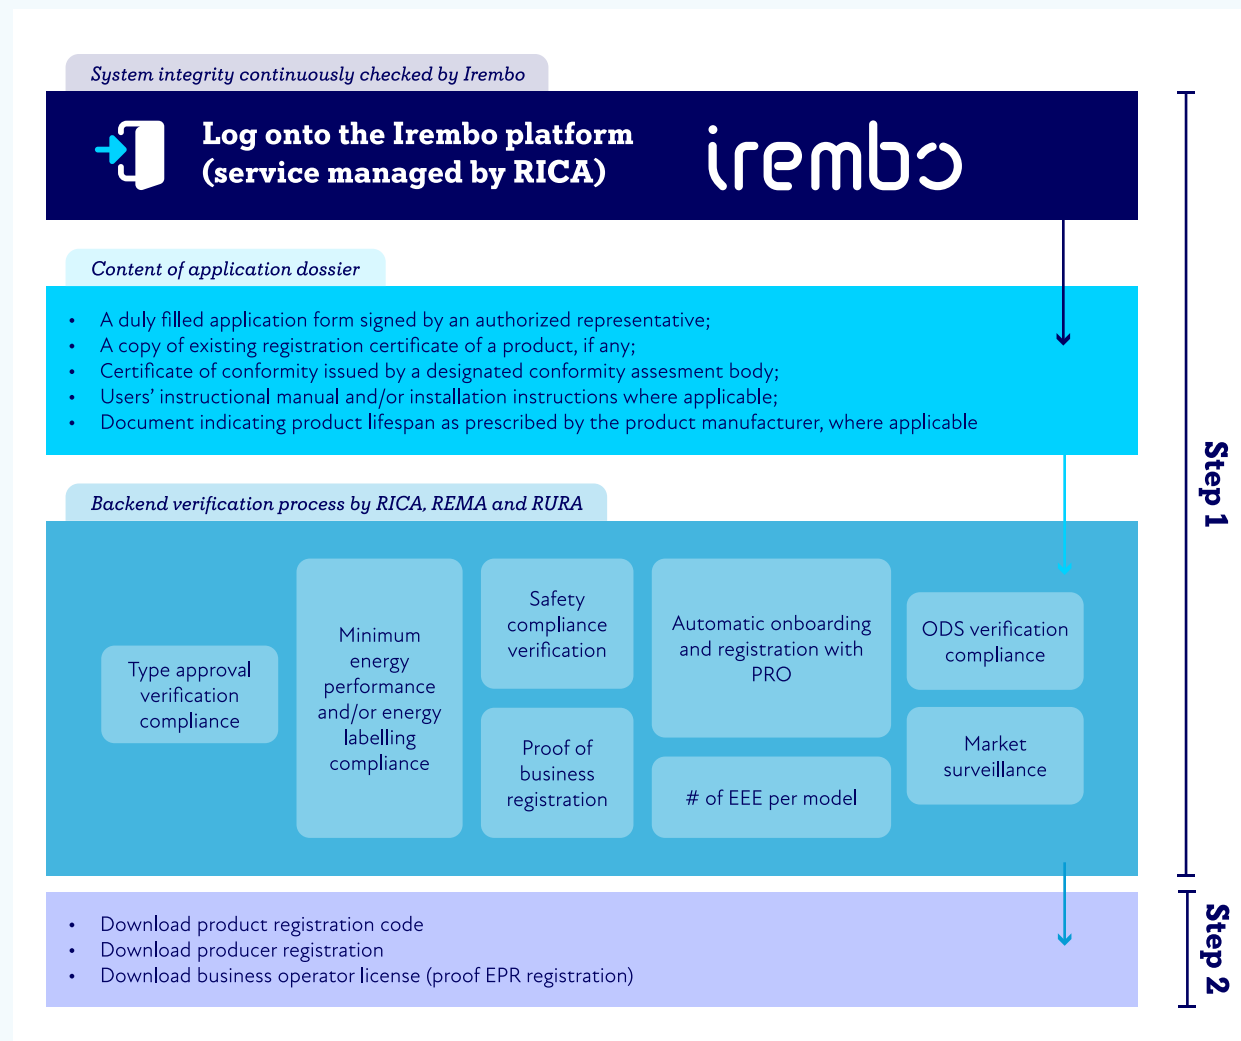 System integrity continuously checked by Irembo
Log onto the Irembo platform
(service managed by RICA)
irembo
Content of application dossier
• A duly filled application form signed by an authorized representative;
• A copy of existing registration certificate of a product, if any;
• Certificate of conformity issued by a designated conformity assesment body;
• Users' instructional manual and/or installation instructions where applicable;
• Document indicating product lifespan as prescribed by the product manufacturer, where applicable
Backend verification process by RICA, REMA and RURA
Type approval
verification
compliance
Minimum
energy
performance
and/or energy
labelling
compliance
Safety
compliance
verification
Proof of
business
registration
Automatic onboarding
and registration with
PRO
# of EEE per model
ODS verification
compliance
Market
surveillance
Step 1
• Download product registration code
• Download producer registration
• Download business operator license (proof EPR registration)
Step 2